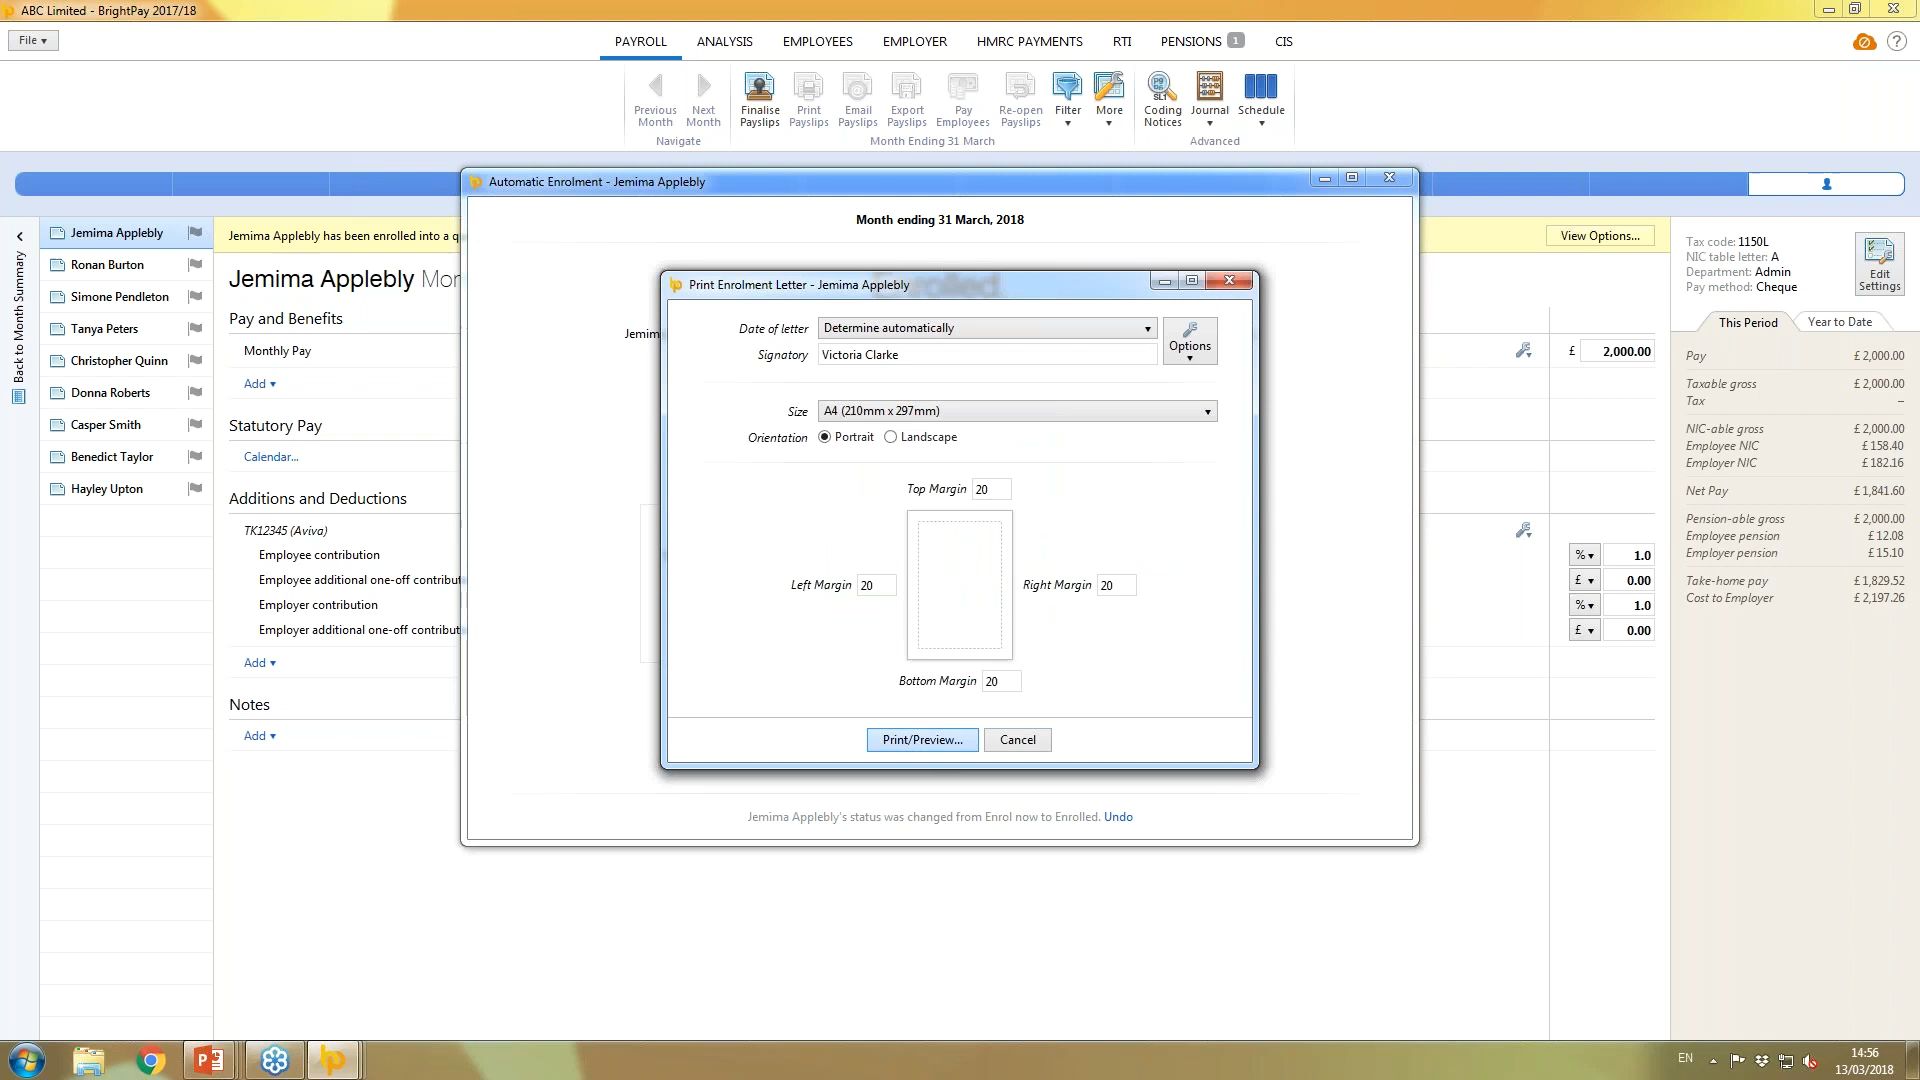 ABC Limited - BrightPay 2017/18
File
PAYROLL ANALYSIS EMPLOYEES EMPLOYER HMRC PAYMENTS RTI PENSIONS 1 CIS
Previous Month
Next Month
Navigate
Finalise Payslips
Print Payslips
Email Payslips
Export Payslips
Pay Employees
Re-open Payslips
Filter
More
Month Ending 31 March
Coding Notices
Journal
Schedule
Advanced
Back to Month Summary
Jemima Applebly
Ronan Burton
Simone Pendleton
Tanya Peters
Christopher Quinn
Donna Roberts
Casper Smith
Benedict Taylor
Hayley Upton
Jemima Applebly has been enrolled into a q
View Options...
Jemima Applebly Mon
Pay and Benefits
Monthly Pay
£ 2,000.00
Add
Statutory Pay
Calendar...
Additions and Deductions
TK12345 (Aviva)
Employee contribution
% 1.0
Employee additional one-off contribut
£ 0.00
Employer contribution
% 1.0
Employer additional one-off contribut
£ 0.00
Add
Notes
Add
Automatic Enrolment - Jemima Applebly
Month ending 31 March, 2018
Enrolled
Jemim
Print Enrolment Letter - Jemima Applebly
Date of letter Determine automatically
Signatory Victoria Clarke
Options
Size A4 (210mm x 297mm)
Orientation Portrait Landscape
Top Margin 20
Left Margin 20
Right Margin 20
Bottom Margin 20
Print/Preview... Cancel
Jemima Applebly's status was changed from Enrol now to Enrolled. Undo
Tax code: 1150L
NIC table letter: A
Department: Admin
Pay method: Cheque
Edit Settings
This Period Year to Date
Pay £ 2,000.00
Taxable gross £ 2,000.00
Tax –
NIC-able gross £ 2,000.00
Employee NIC £ 158.40
Employer NIC £ 182.16
Net Pay £ 1,841.60
Pension-able gross £ 2,000.00
Employee pension £ 12.08
Employer pension £ 15.10
Take-home pay £ 1,829.52
Cost to Employer £ 2,197.26
EN
14:56
13/03/2018